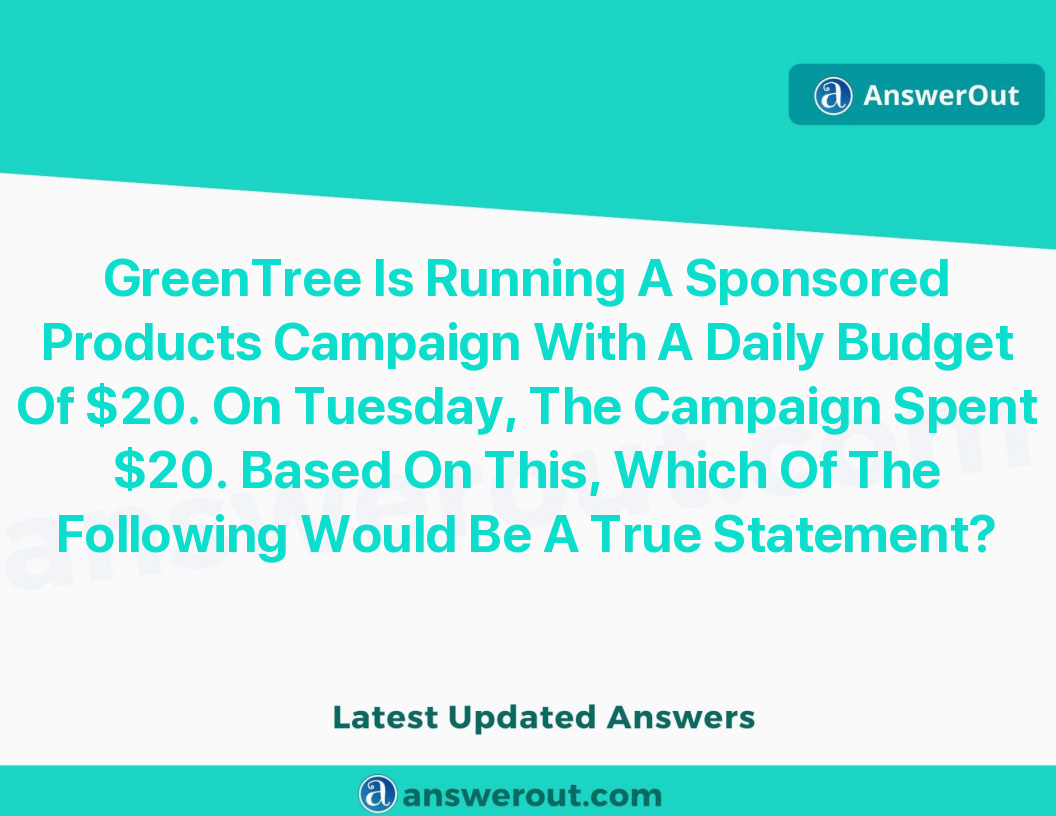 AnswerOut
GreenTree Is Running A Sponsored
Products Campaign With A Daily Budget
Of $20. On Tuesday, The Campaign Spent
$20. Based On This, Which Of The
Following Would Be A True Statement?
answerout.com
Latest Updated Answers
answerout.com